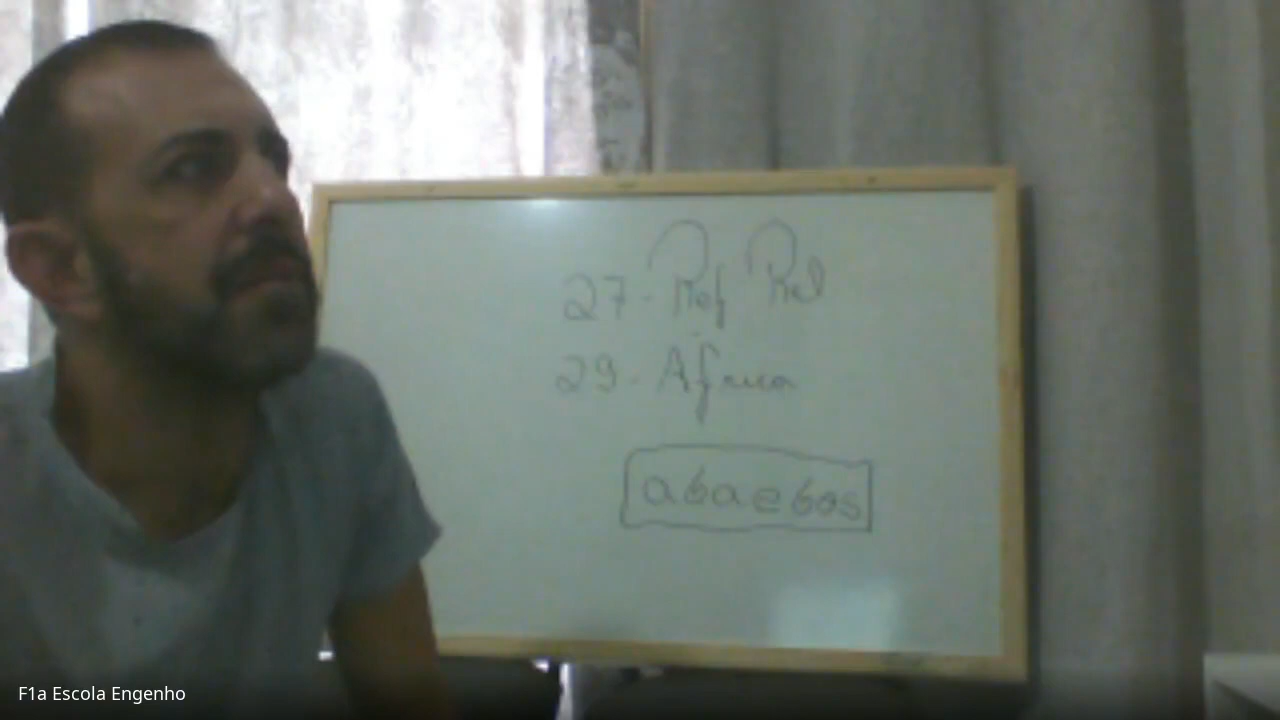 27- Ref Rel
29- África
abaebos
F1a Escola Engenho